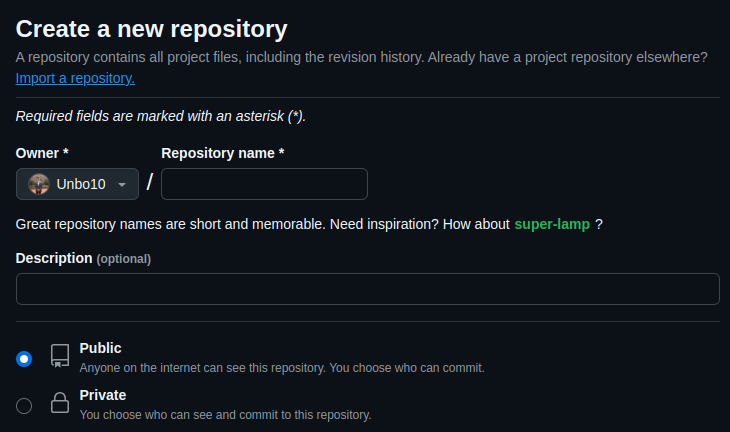 Create a new repository
A repository contains all project files, including the revision history. Already have a project repository elsewhere?
Import a repository.
Required fields are marked with an asterisk (*).
Owner * Repository name *
Unbo10 /
Great repository names are short and memorable. Need inspiration? How about super-lamp ?
Description (optional)
Public
Anyone on the internet can see this repository. You choose who can commit.
Private
You choose who can see and commit to this repository.